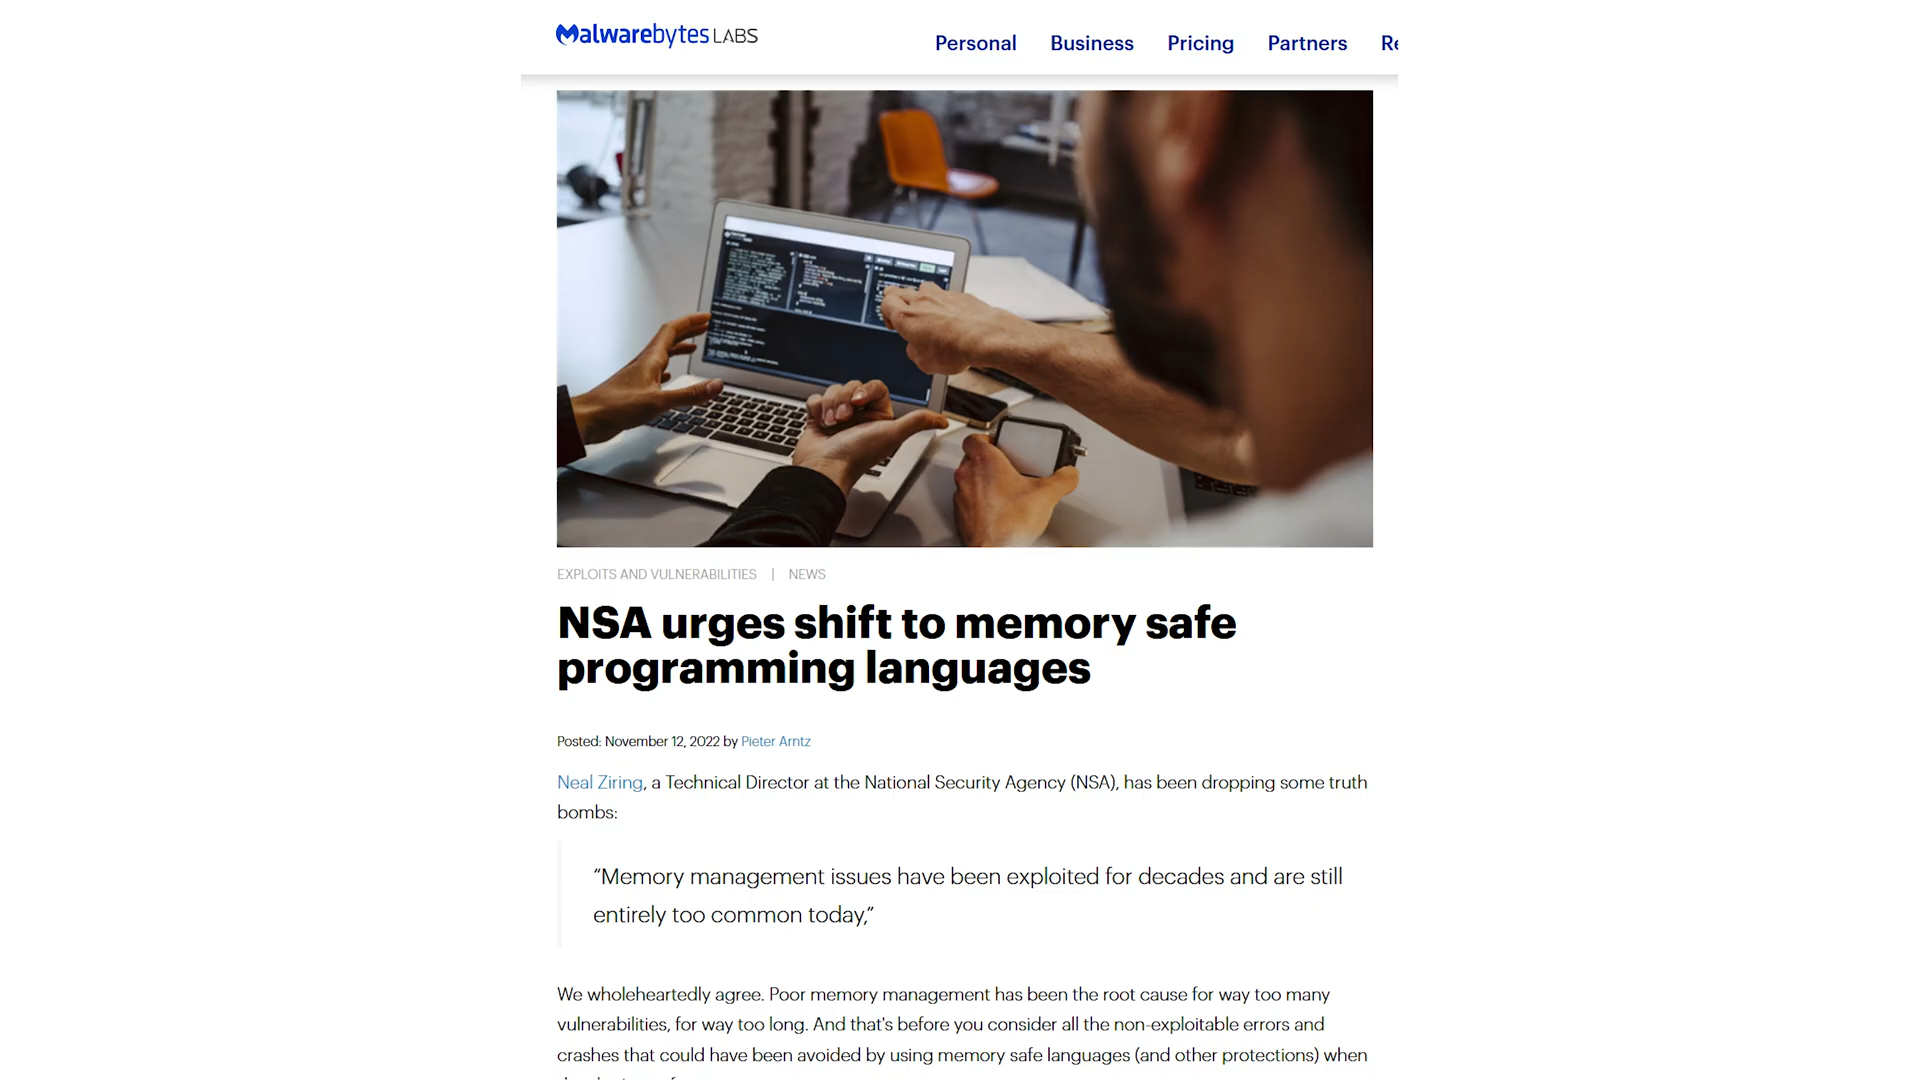 Malwarebytes LABS
Personal Business Pricing Partners Re
EXPLOITS AND VULNERABILITIES | NEWS
NSA urges shift to memory safe
programming languages
Posted: November 12, 2022 by Pieter Arntz
Neal Ziring, a Technical Director at the National Security Agency (NSA), has been dropping some truth
bombs:
“Memory management issues have been exploited for decades and are still
entirely too common today,”
We wholeheartedly agree. Poor memory management has been the root cause for way too many
vulnerabilities, for way too long. And that's before you consider all the non-exploitable errors and
crashes that could have been avoided by using memory safe languages (and other protections) when